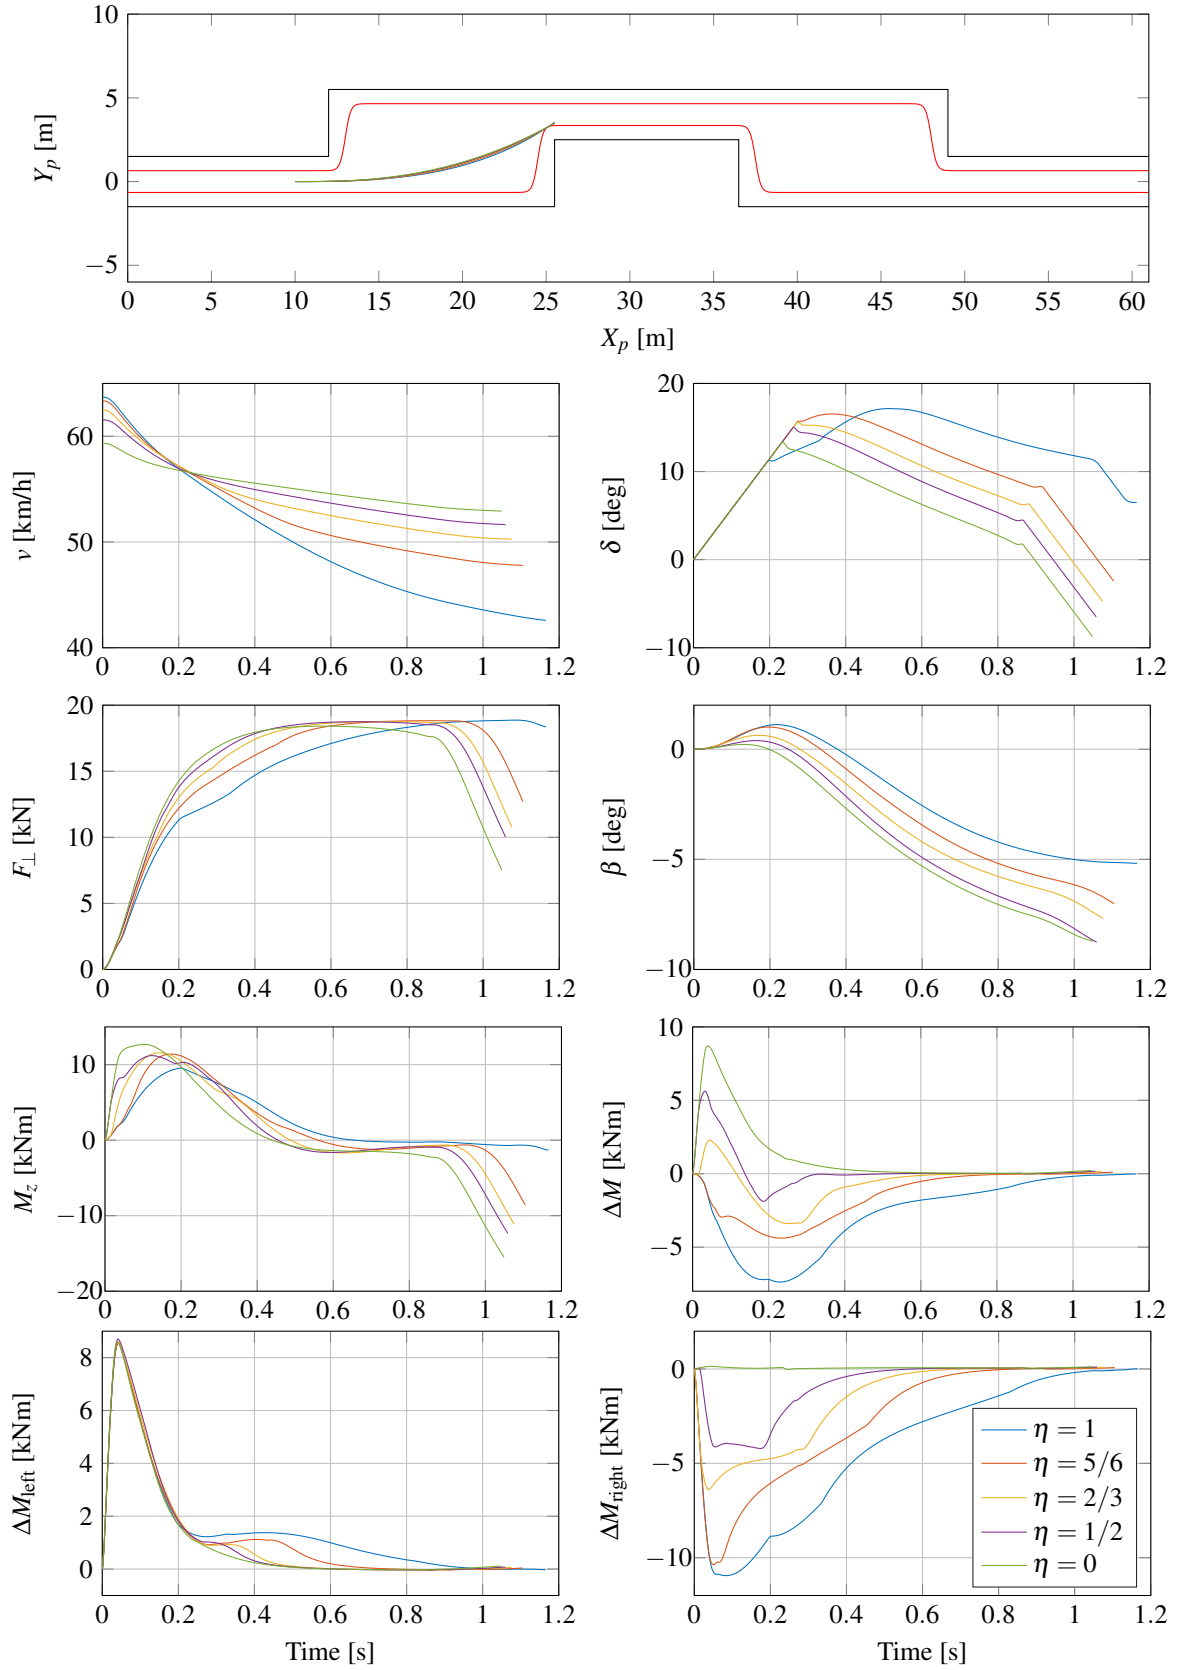 10
5
0
−5
Y_p [m]
0 5 10 15 20 25 30 35 40 45 50 55 60
X_p [m]
60
50
40
v [km/h]
0 0.2 0.4 0.6 0.8 1 1.2
20
10
0
−10
δ [deg]
0 0.2 0.4 0.6 0.8 1 1.2
20
15
10
5
0
F_⊥ [kN]
0 0.2 0.4 0.6 0.8 1 1.2
0
−5
−10
β [deg]
0 0.2 0.4 0.6 0.8 1 1.2
10
0
−10
−20
M_z [kNm]
0 0.2 0.4 0.6 0.8 1 1.2
10
5
0
−5
ΔM [kNm]
0 0.2 0.4 0.6 0.8 1 1.2
8
6
4
2
0
ΔM_left [kNm]
0 0.2 0.4 0.6 0.8 1 1.2
Time [s]
0
−5
−10
ΔM_right [kNm]
η = 1
η = 5/6
η = 2/3
η = 1/2
η = 0
0 0.2 0.4 0.6 0.8 1 1.2
Time [s]